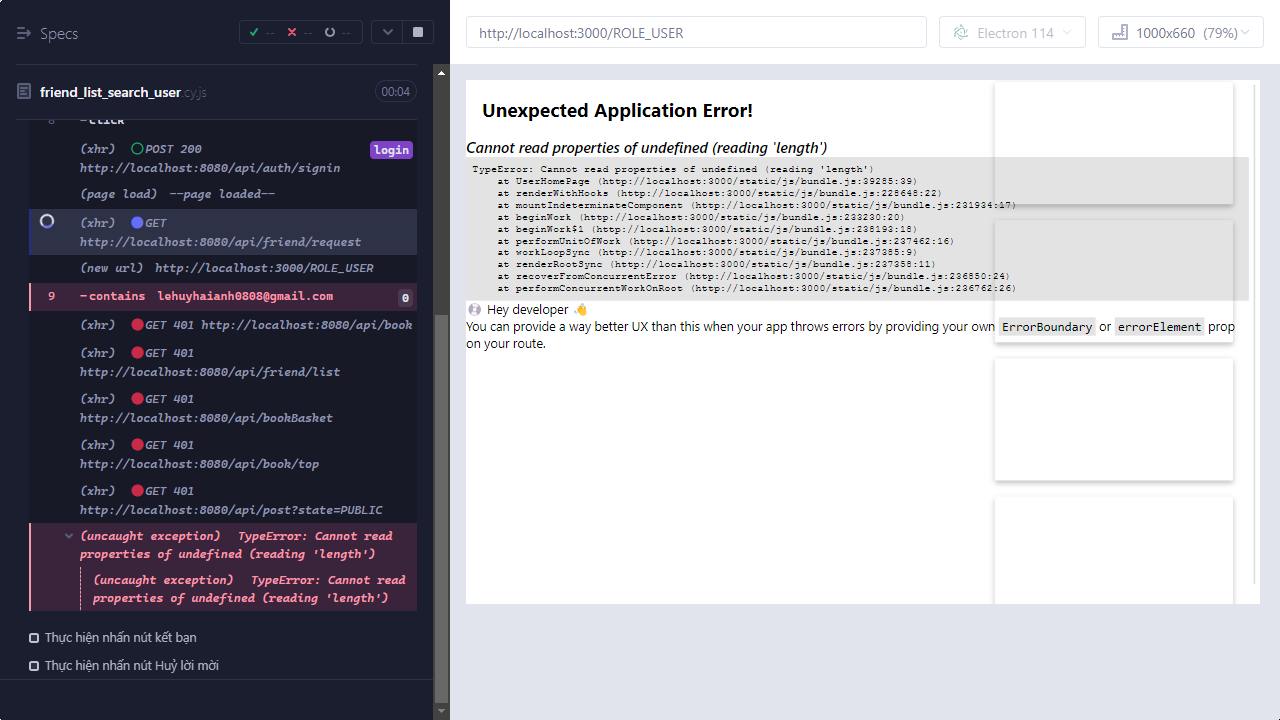 Specs
-- -- --
friend_list_search_user.cy.js 00:04
8 -click
(xhr) POST 200 login
http://localhost:8080/api/auth/signin
(page load) --page loaded--
(xhr) GET
http://localhost:8080/api/friend/request
(new url) http://localhost:3000/ROLE_USER
9 -contains lehuyhaianh0808@gmail.com 0
(xhr) GET 401 http://localhost:8080/api/book
(xhr) GET 401
http://localhost:8080/api/friend/list
(xhr) GET 401
http://localhost:8080/api/bookBasket
(xhr) GET 401
http://localhost:8080/api/book/top
(xhr) GET 401
http://localhost:8080/api/post?state=PUBLIC
(uncaught exception) TypeError: Cannot read
properties of undefined (reading 'length')
(uncaught exception) TypeError: Cannot read
properties of undefined (reading 'length')
Thực hiện nhấn nút kết bạn
Thực hiện nhấn nút Huỷ lời mời
http://localhost:3000/ROLE_USER
Electron 114
1000x660 (79%)
Unexpected Application Error!
Cannot read properties of undefined (reading 'length')
TypeError: Cannot read properties of undefined (reading 'length')
at UserHomePage (http://localhost:3000/static/js/bundle.js:39285:39)
at renderWithHooks (http://localhost:3000/static/js/bundle.js:228648:22)
at mountIndeterminateComponent (http://localhost:3000/static/js/bundle.js:231934:17)
at beginWork (http://localhost:3000/static/js/bundle.js:233230:20)
at beginWork$1 (http://localhost:3000/static/js/bundle.js:238193:18)
at performUnitOfWork (http://localhost:3000/static/js/bundle.js:237462:16)
at workLoopSync (http://localhost:3000/static/js/bundle.js:237385:9)
at renderRootSync (http://localhost:3000/static/js/bundle.js:237358:11)
at recoverFromConcurrentError (http://localhost:3000/static/js/bundle.js:236850:24)
at performConcurrentWorkOnRoot (http://localhost:3000/static/js/bundle.js:236762:26)
Hey developer 👋
You can provide a way better UX than this when your app throws errors by providing your own ErrorBoundary or errorElement prop
on your route.